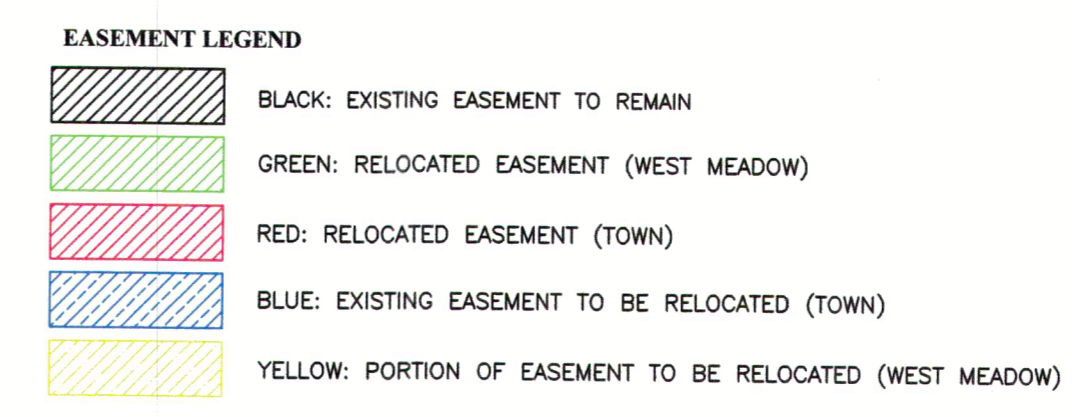 EASEMENT LEGEND
BLACK: EXISTING EASEMENT TO REMAIN
GREEN: RELOCATED EASEMENT (WEST MEADOW)
RED: RELOCATED EASEMENT (TOWN)
BLUE: EXISTING EASEMENT TO BE RELOCATED (TOWN)
YELLOW: PORTION OF EASEMENT TO BE RELOCATED (WEST MEADOW)